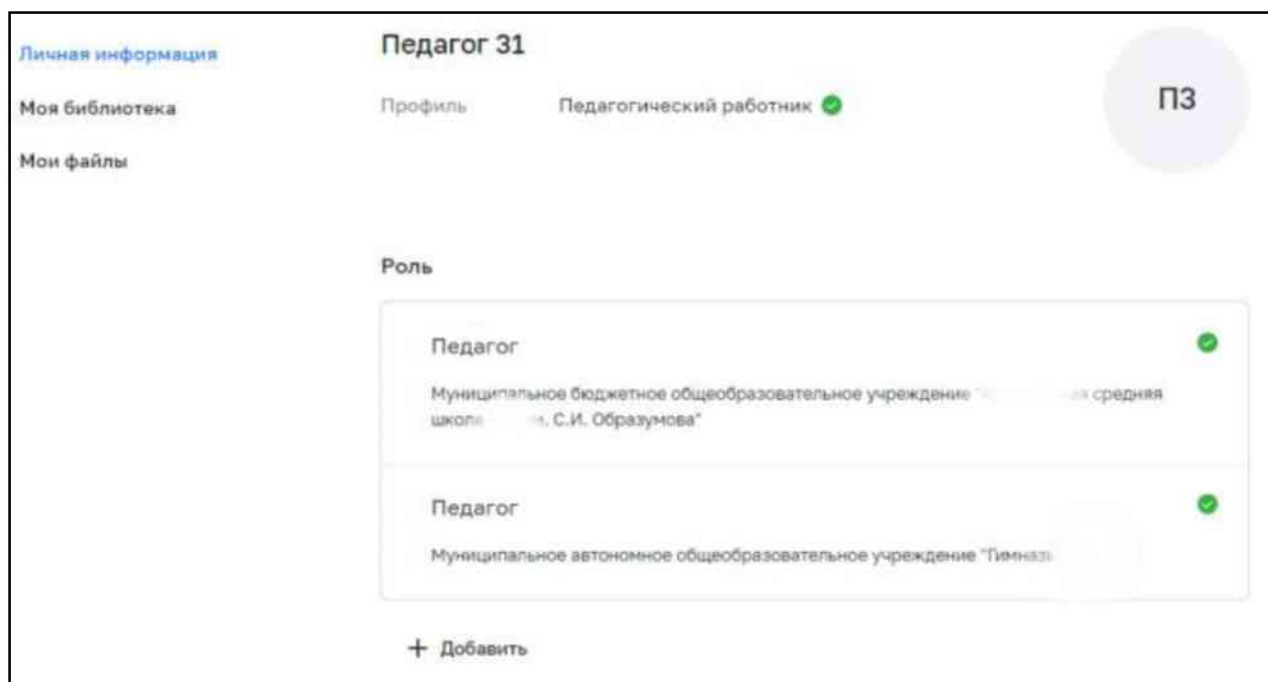 Личная информация
Моя библиотека
Мои файлы
Педагог 31
Профиль Педагогический работник
ПЗ
Роль
Педагог
Муниципальное бюджетное общеобразовательное учреждение средняя
школа С.И. Образумова"
Педагог
Муниципальное автономное общеобразовательное учреждение
+ Добавить